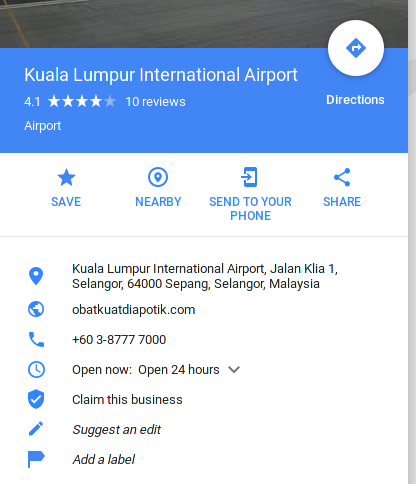 Kuala Lumpur International Airport
4.1 ★★★★★ 10 reviews
Directions
Airport
SAVE
NEARBY
SEND TO YOUR
PHONE
SHARE
Kuala Lumpur International Airport, Jalan Klia 1,
Selangor, 64000 Sepang, Selangor, Malaysia
obatkuatdiapotik.com
+60 3-8777 7000
Open now: Open 24 hours
Claim this business
Suggest an edit
Add a label